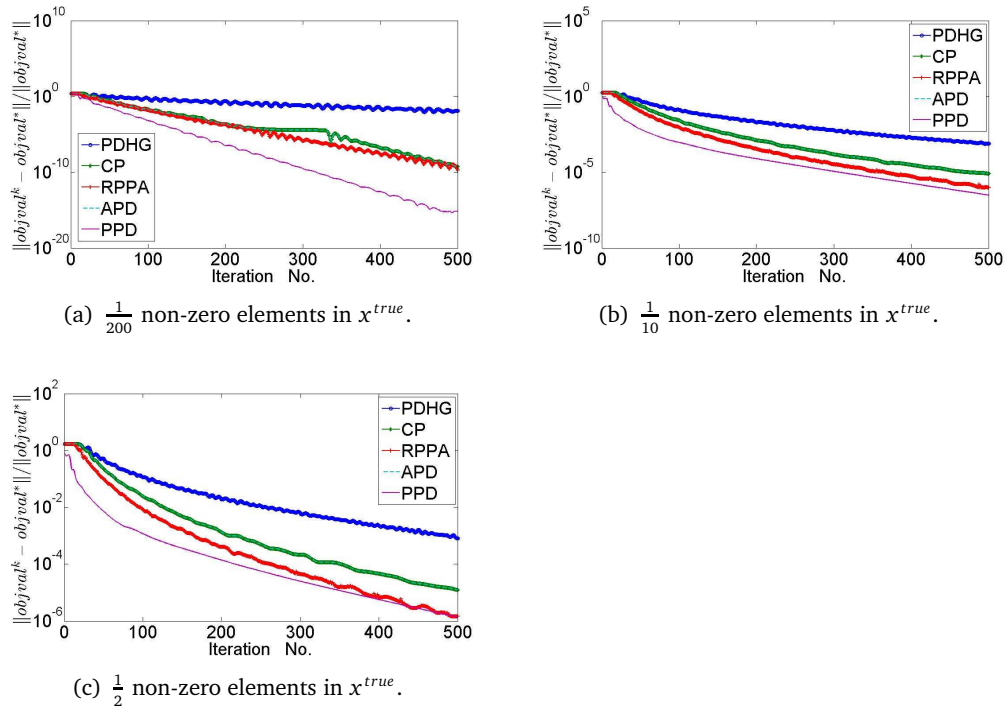 ||objval^k − objval^*||/||objval^*||
10^10
10^0
10^-10
10^-20
PDHG
CP
RPPA
APD
PPD
0 100 200 300 400 500
Iteration No.
(a) 1/200 non-zero elements in x^true.
||objval^k − objval^*||/||objval^*||
10^5
10^0
10^-5
10^-10
PDHG
CP
RPPA
APD
PPD
0 100 200 300 400 500
Iteration No.
(b) 1/10 non-zero elements in x^true.
||objval^k − objval^*||/||objval^*||
10^2
10^0
10^-2
10^-4
10^-6
PDHG
CP
RPPA
APD
PPD
0 100 200 300 400 500
Iteration No.
(c) 1/2 non-zero elements in x^true.